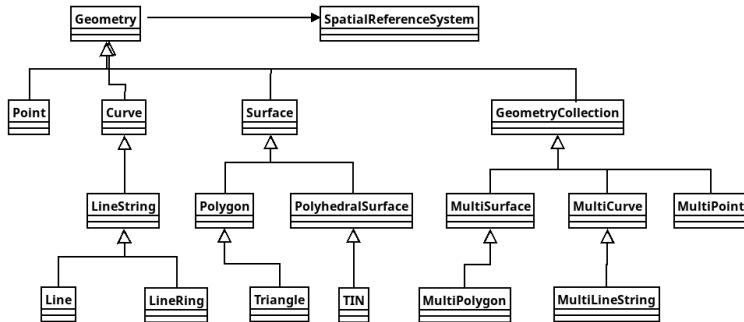 Geometry
SpatialReferenceSystem
Point
Curve
Surface
GeometryCollection
LineString
Polygon
PolyhedralSurface
MultiSurface
MultiCurve
MultiPoint
Line
LineRing
Triangle
TIN
MultiPolygon
MultiLineString